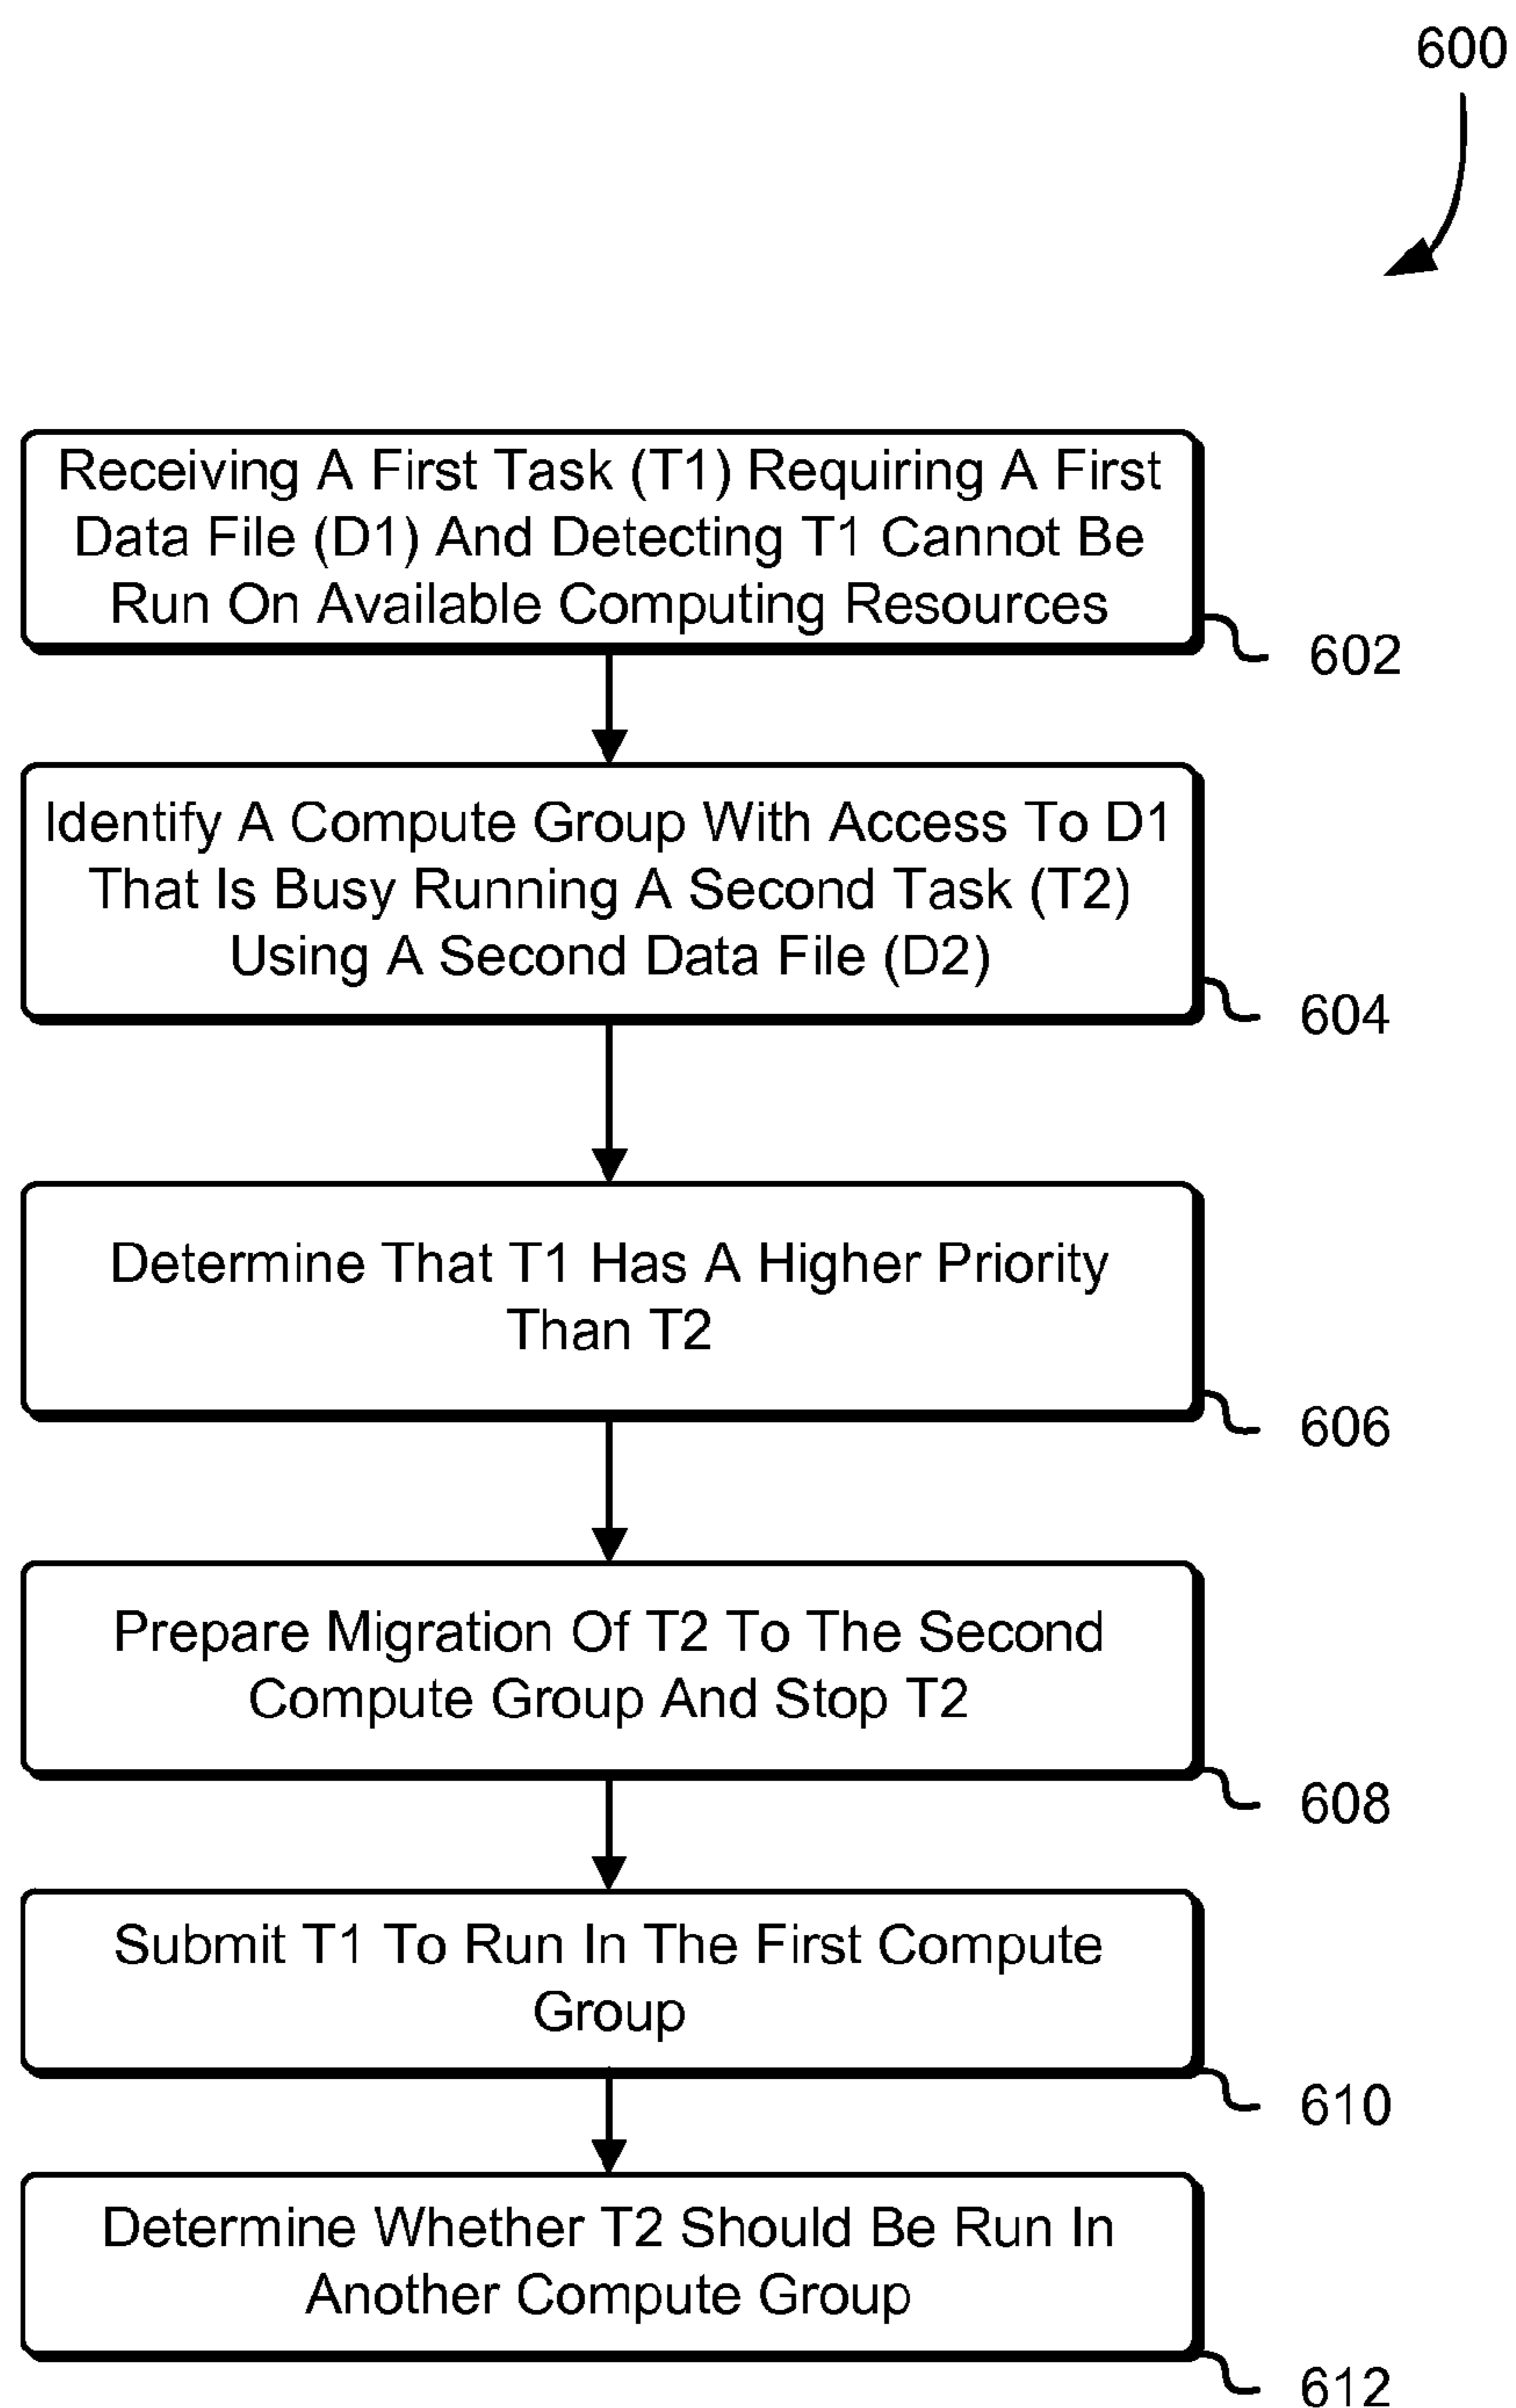 600
Receiving A First Task (T1) Requiring A First
Data File (D1) And Detecting T1 Cannot Be
Run On Available Computing Resources
602
Identify A Compute Group With Access To D1
That Is Busy Running A Second Task (T2)
Using A Second Data File (D2)
604
Determine That T1 Has A Higher Priority
Than T2
606
Prepare Migration Of T2 To The Second
Compute Group And Stop T2
608
Submit T1 To Run In The First Compute
Group
610
Determine Whether T2 Should Be Run In
Another Compute Group
612